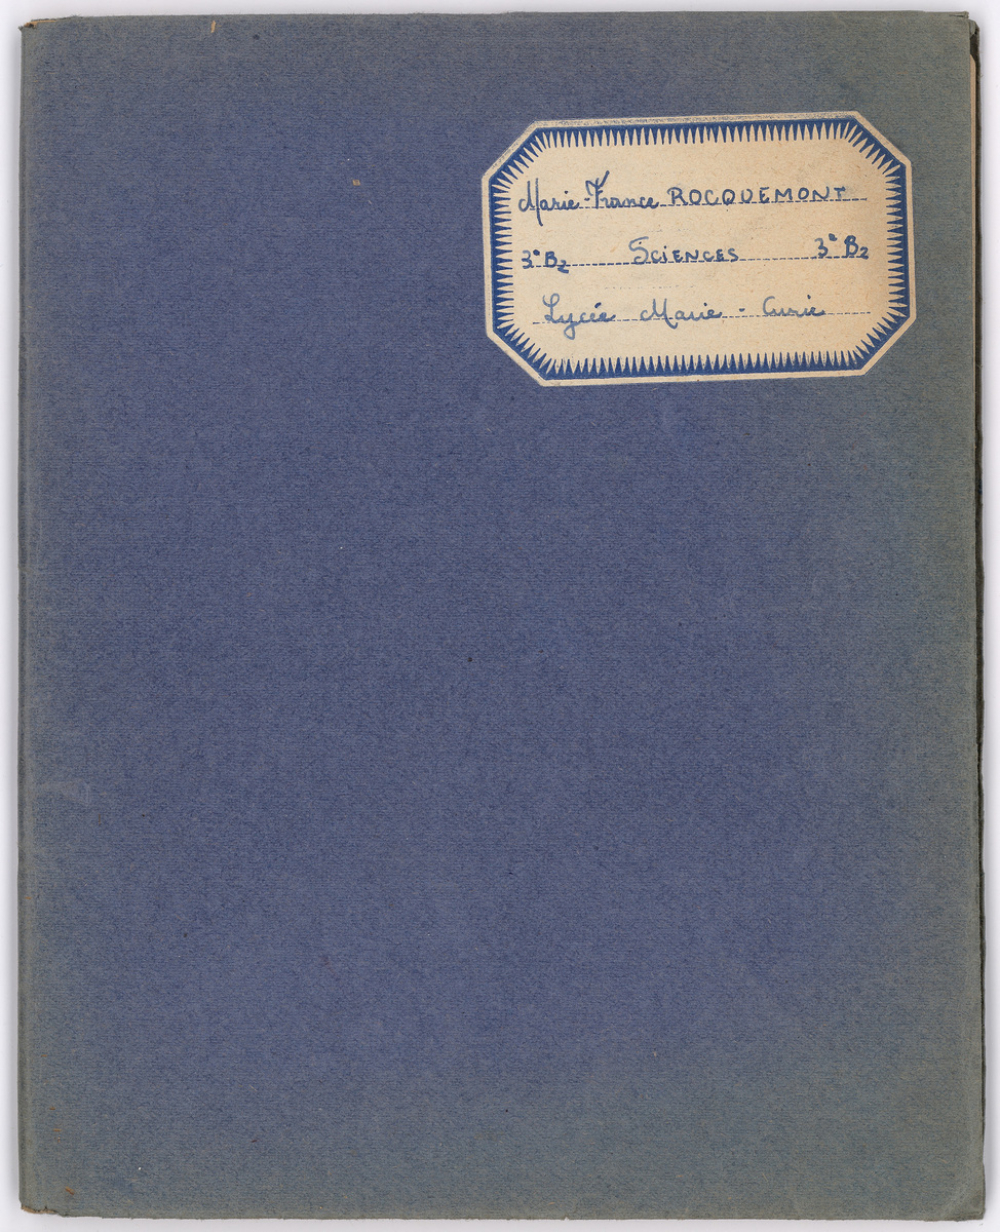 Marie-France ROCQUEMONT
3e B2 SCIENCES 3e B2
Lycée Marie-Curie